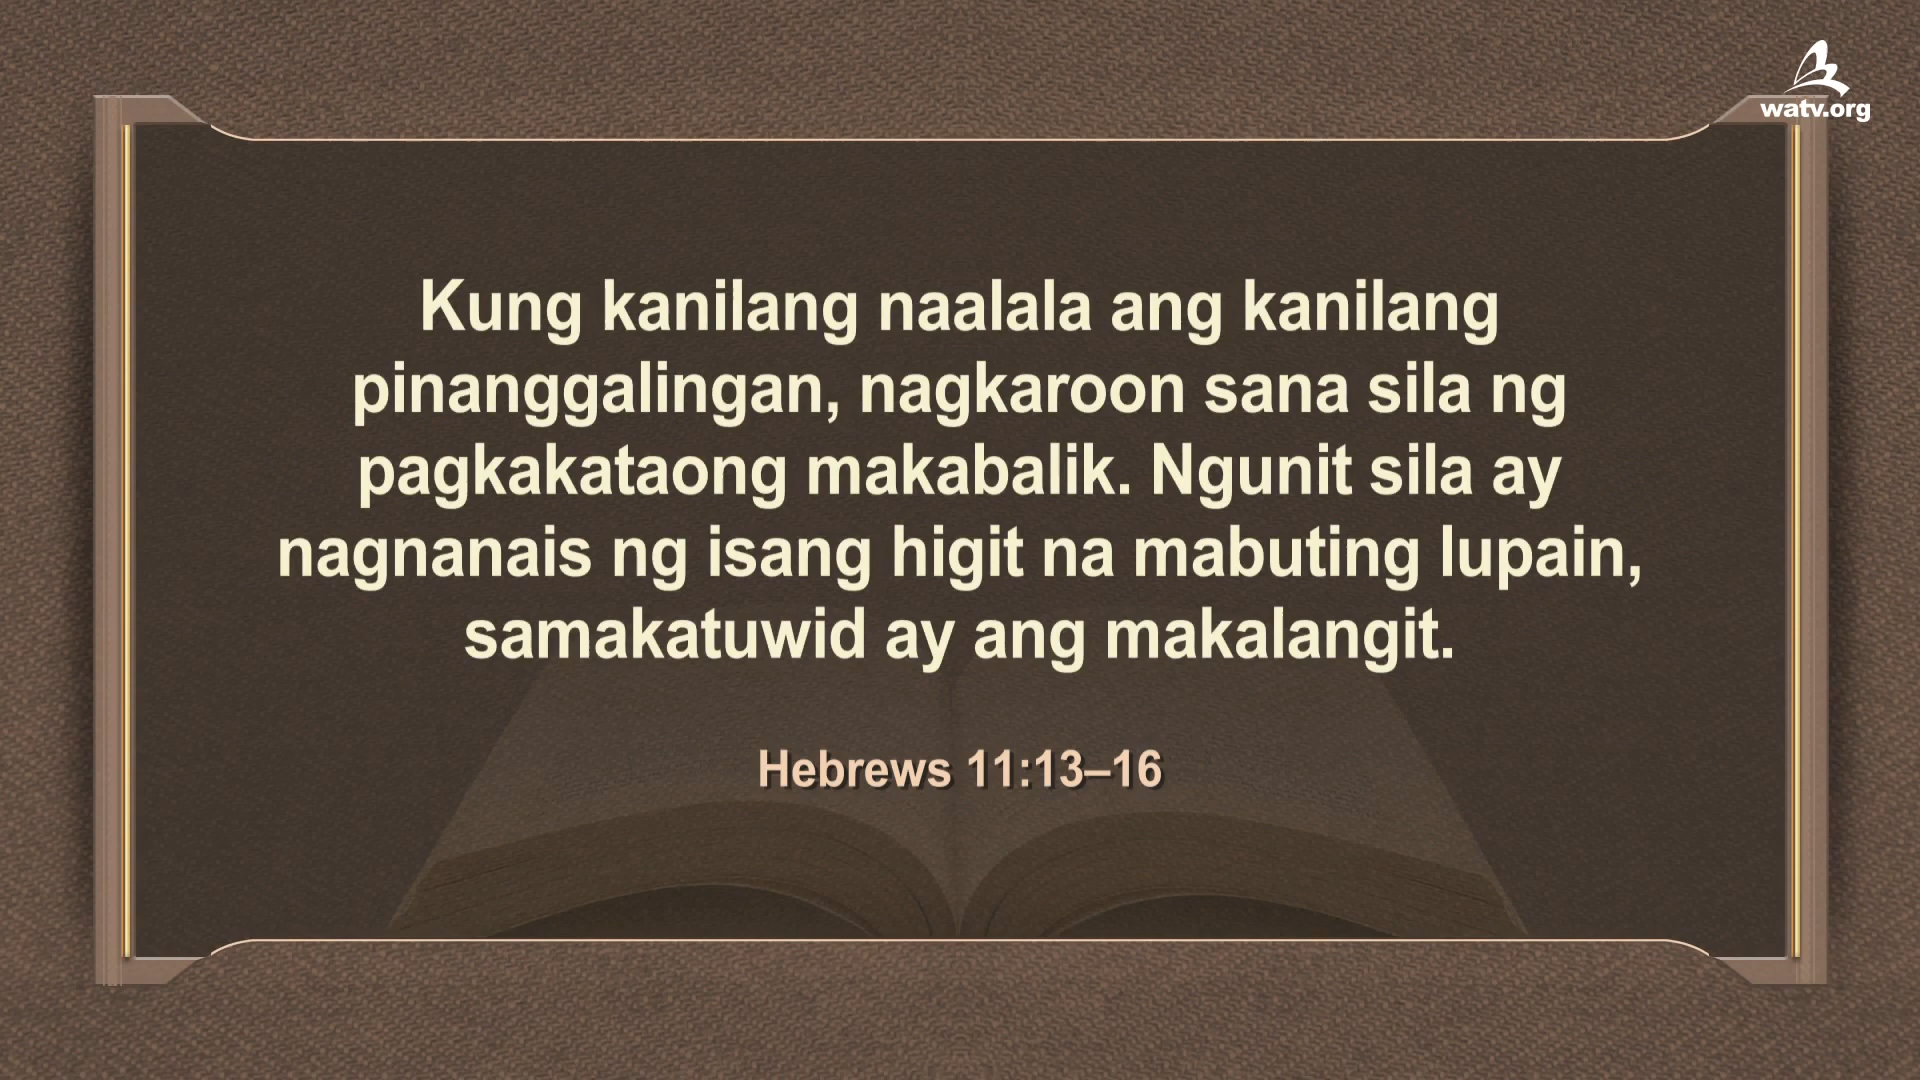 watv.org
Kung kanilang naalala ang kanilang
pinanggalingan, nagkaroon sana sila ng
pagkakataong makabalik. Ngunit sila ay
nagnanais ng isang higit na mabuting lupain,
samakatuwid ay ang makalangit.
Hebrews 11:13–16